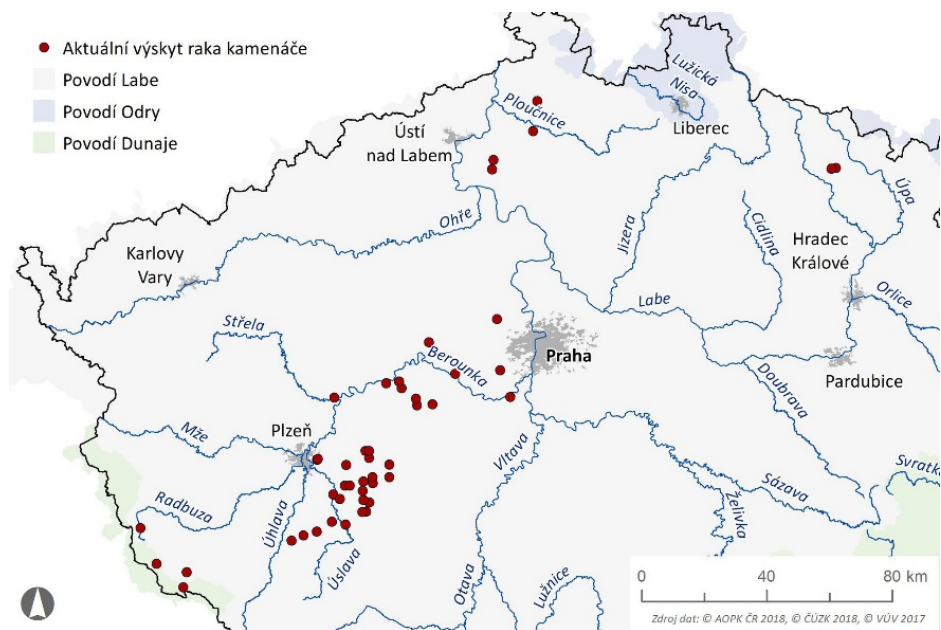 Aktuální výskyt raka kamenáče
Povodí Labe
Povodí Odry
Povodí Dunaje
Lužická
Nisa
Ploučnice
Ústí
nad Labem
Liberec
Úpa
Ohře
Jizera
Cidlina
Karlovy
Vary
Hradec
Králové
Labe
Orlice
Střela
Berounka
Praha
Pardubice
Doubrava
Mže
Plzeň
Vltava
Svratka
Sázava
Radbuza
Úhlava
Želivka
Úslava
Otava
Lužnice
0 40 80 km
Zdroj dat: © AOPK ČR 2018, © ČÚZK 2018, © VÚV 2017